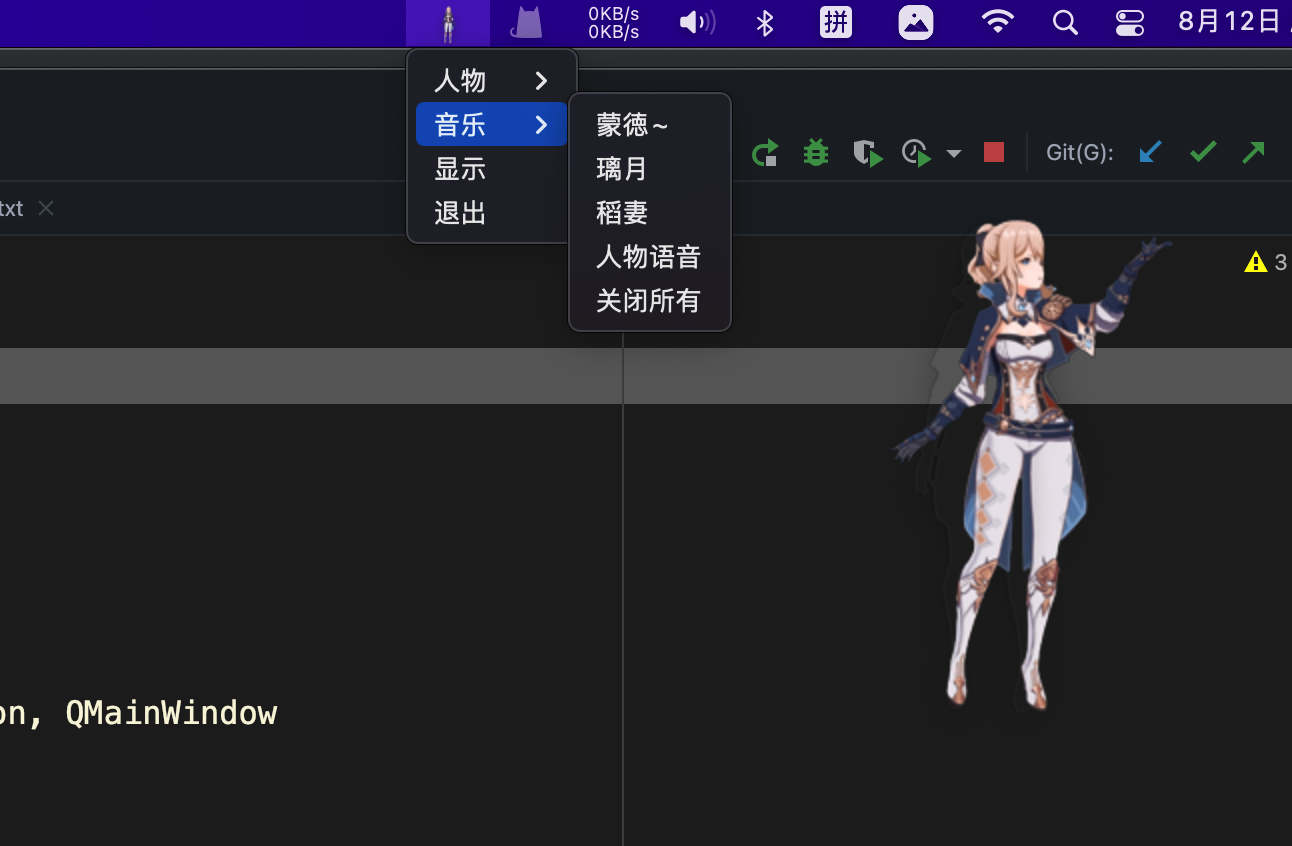 0KB/s
0KB/s
拼
8月12日
人物
音乐
显示
退出
蒙德~
璃月
稻妻
人物语音
关闭所有
Git(G):
txt
3
on, QMainWindow